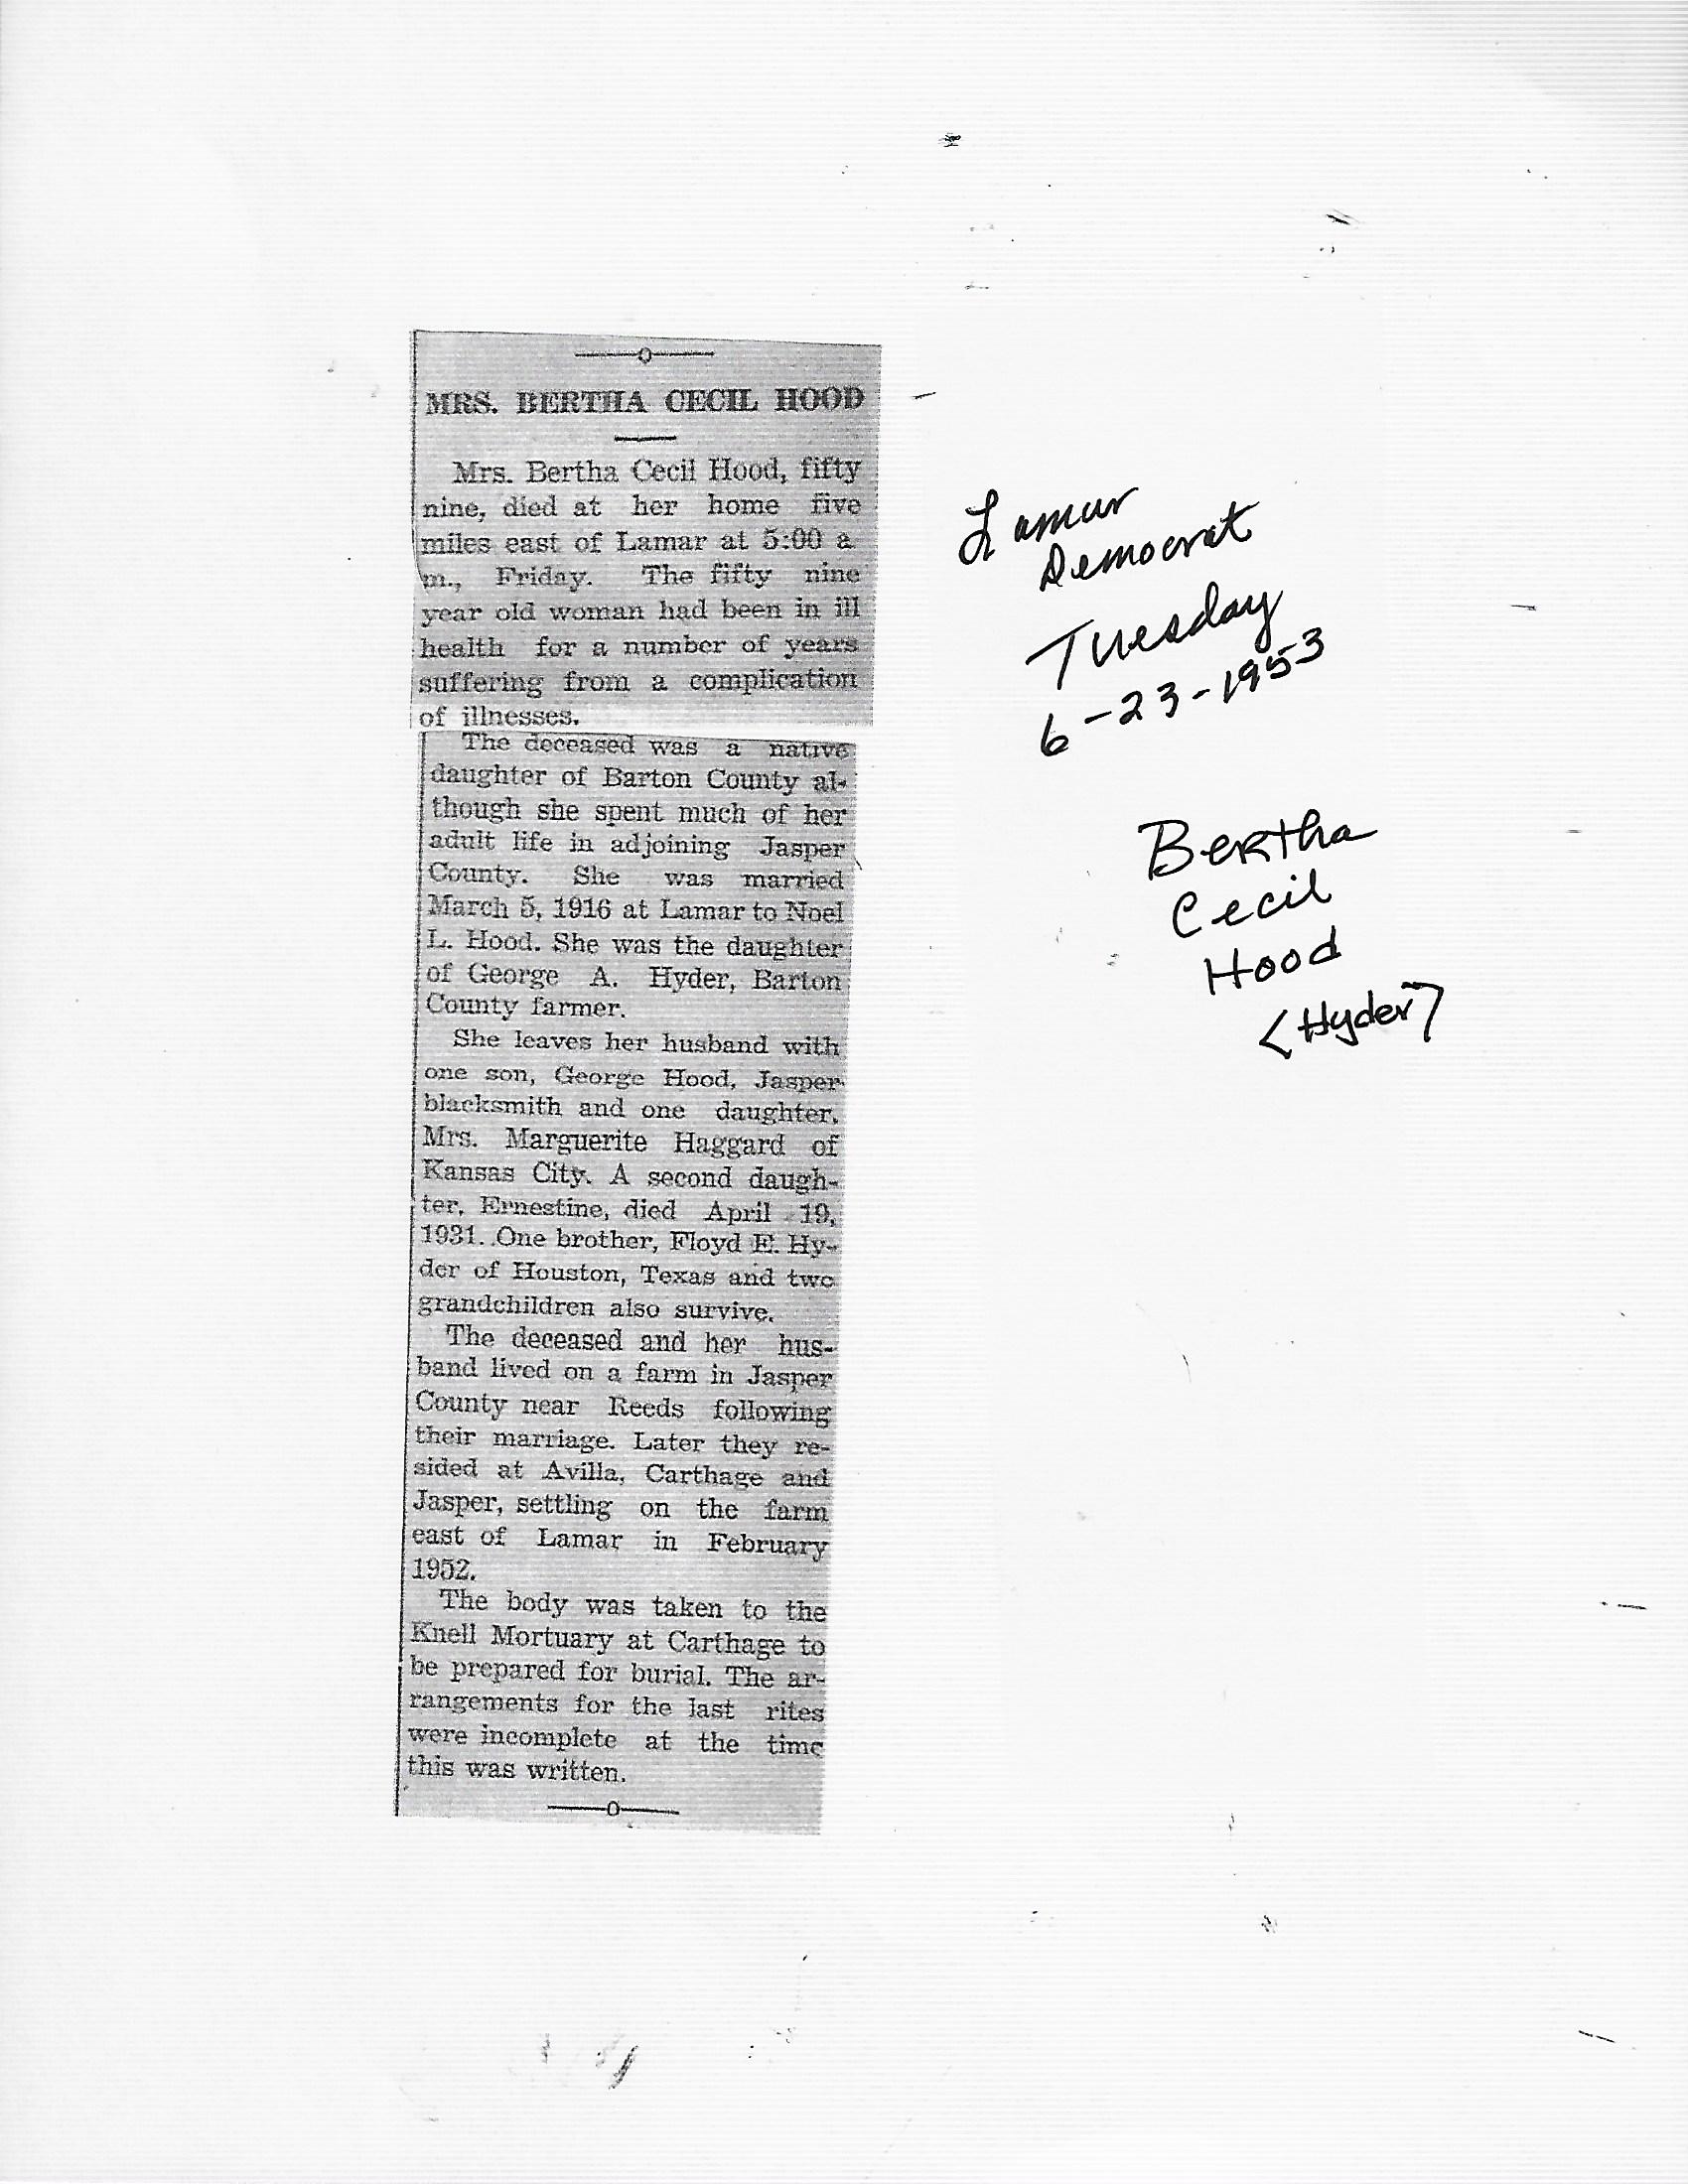 MRS. BERTHA CECIL HOOD
Mrs. Bertha Cecil Hood, fifty
nine, died at her home five
miles east of Lamar at 5:00 a.
m., Friday. The fifty nine
year old woman had been in ill
health for a number of years
suffering from a complication
of illnesses.
The deceased was a native
daughter of Barton County al-
though she spent much of her
adult life in adjoining Jasper
County. She was married
March 5, 1916 at Lamar to Noel
L. Hood. She was the daughter
of George A. Hyder, Barton
County farmer.
She leaves her husband with
one son, George Hood, Jasper
blacksmith and one daughter,
Mrs. Marguerite Haggard of
Kansas City. A second daugh-
ter, Ernestine, died April 19,
1931. One brother, Floyd E. Hy-
der of Houston, Texas and two
grandchildren also survive.
The deceased and her hus-
band lived on a farm in Jasper
County near Reeds following
their marriage. Later they re-
sided at Avilla, Carthage and
Jasper, settling on the farm
east of Lamar in February
1952.
The body was taken to the
Knell Mortuary at Carthage to
be prepared for burial. The ar-
rangements for the last rites
were incomplete at the time
this was written.
Lamar
Democrat
Tuesday
6-23-1953
Bertha
Cecil
Hood
<Hyder>